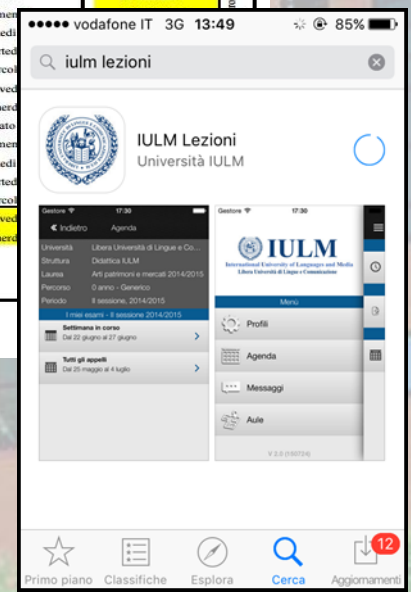 vodafone IT 3G 13:49 85%
iulm lezioni
IULM Lezioni
Università IULM
Gestore 17:30
Indietro Agenda
Università Libera Università di Lingue e Co...
Struttura Didattica IULM
Laurea Arti patrimoni e mercati 2014/2015
Percorso 0 anno - Generico
Periodo II sessione, 2014/2015
I miei esami - II sessione 2014/2015
Settimana in corso
Dal 22 giugno al 27 giugno
Tutti gli appelli
Dal 25 maggio al 4 luglio
Gestore 17:30
IULM
International University of Languages and Media
Libera Università di Lingue e Comunicazione
Menù
Profili
Agenda
Messaggi
Aule
V 2.0 (150724)
12
Primo piano Classifiche Esplora Cerca Aggiornamenti